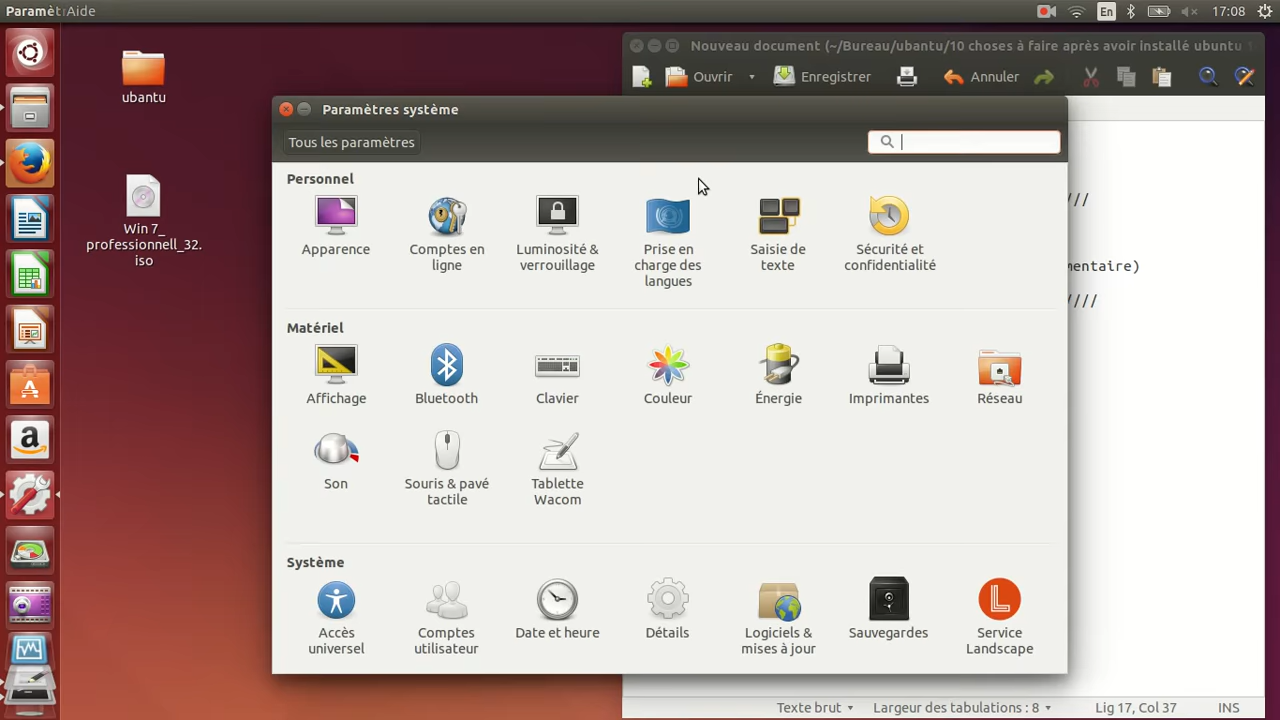 Paramèt Aide
En
17:08
ubantu
Win 7_
professionnell_32.
iso
Nouveau document (~/Bureau/ubantu/10 choses à faire après avoir installé ubuntu 1
Ouvrir
Enregistrer
Annuler
Paramètres système
Tous les paramètres
Personnel
Apparence
Comptes en
ligne
Luminosité &
verrouillage
Prise en
charge des
langues
Saisie de
texte
Sécurité et
confidentialité
///
mentaire)
////
Matériel
Affichage
Bluetooth
Clavier
Couleur
Énergie
Imprimantes
Réseau
Son
Souris & pavé
tactile
Tablette
Wacom
Système
Accès
universel
Comptes
utilisateur
Date et heure
Détails
Logiciels &
mises à jour
Sauvegardes
Service
Landscape
Texte brut
Largeur des tabulations : 8
Lig 17, Col 37
INS